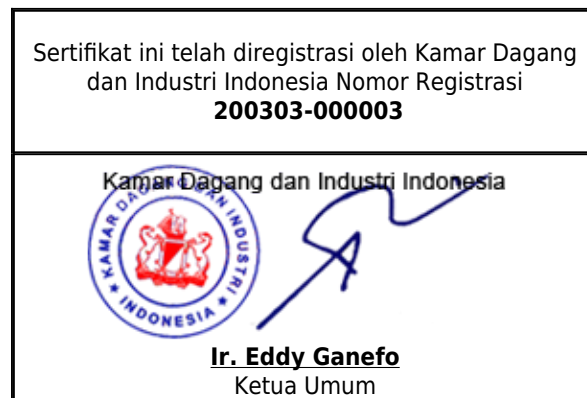 Sertifikat ini telah diregistrasi oleh Kamar Dagang
dan Industri Indonesia Nomor Registrasi
200303-000003
Kamar Dagang dan Industri Indonesia
KAMAR DAGANG DAN INDUSTRI
INDONESIA
Ir. Eddy Ganefo
Ketua Umum